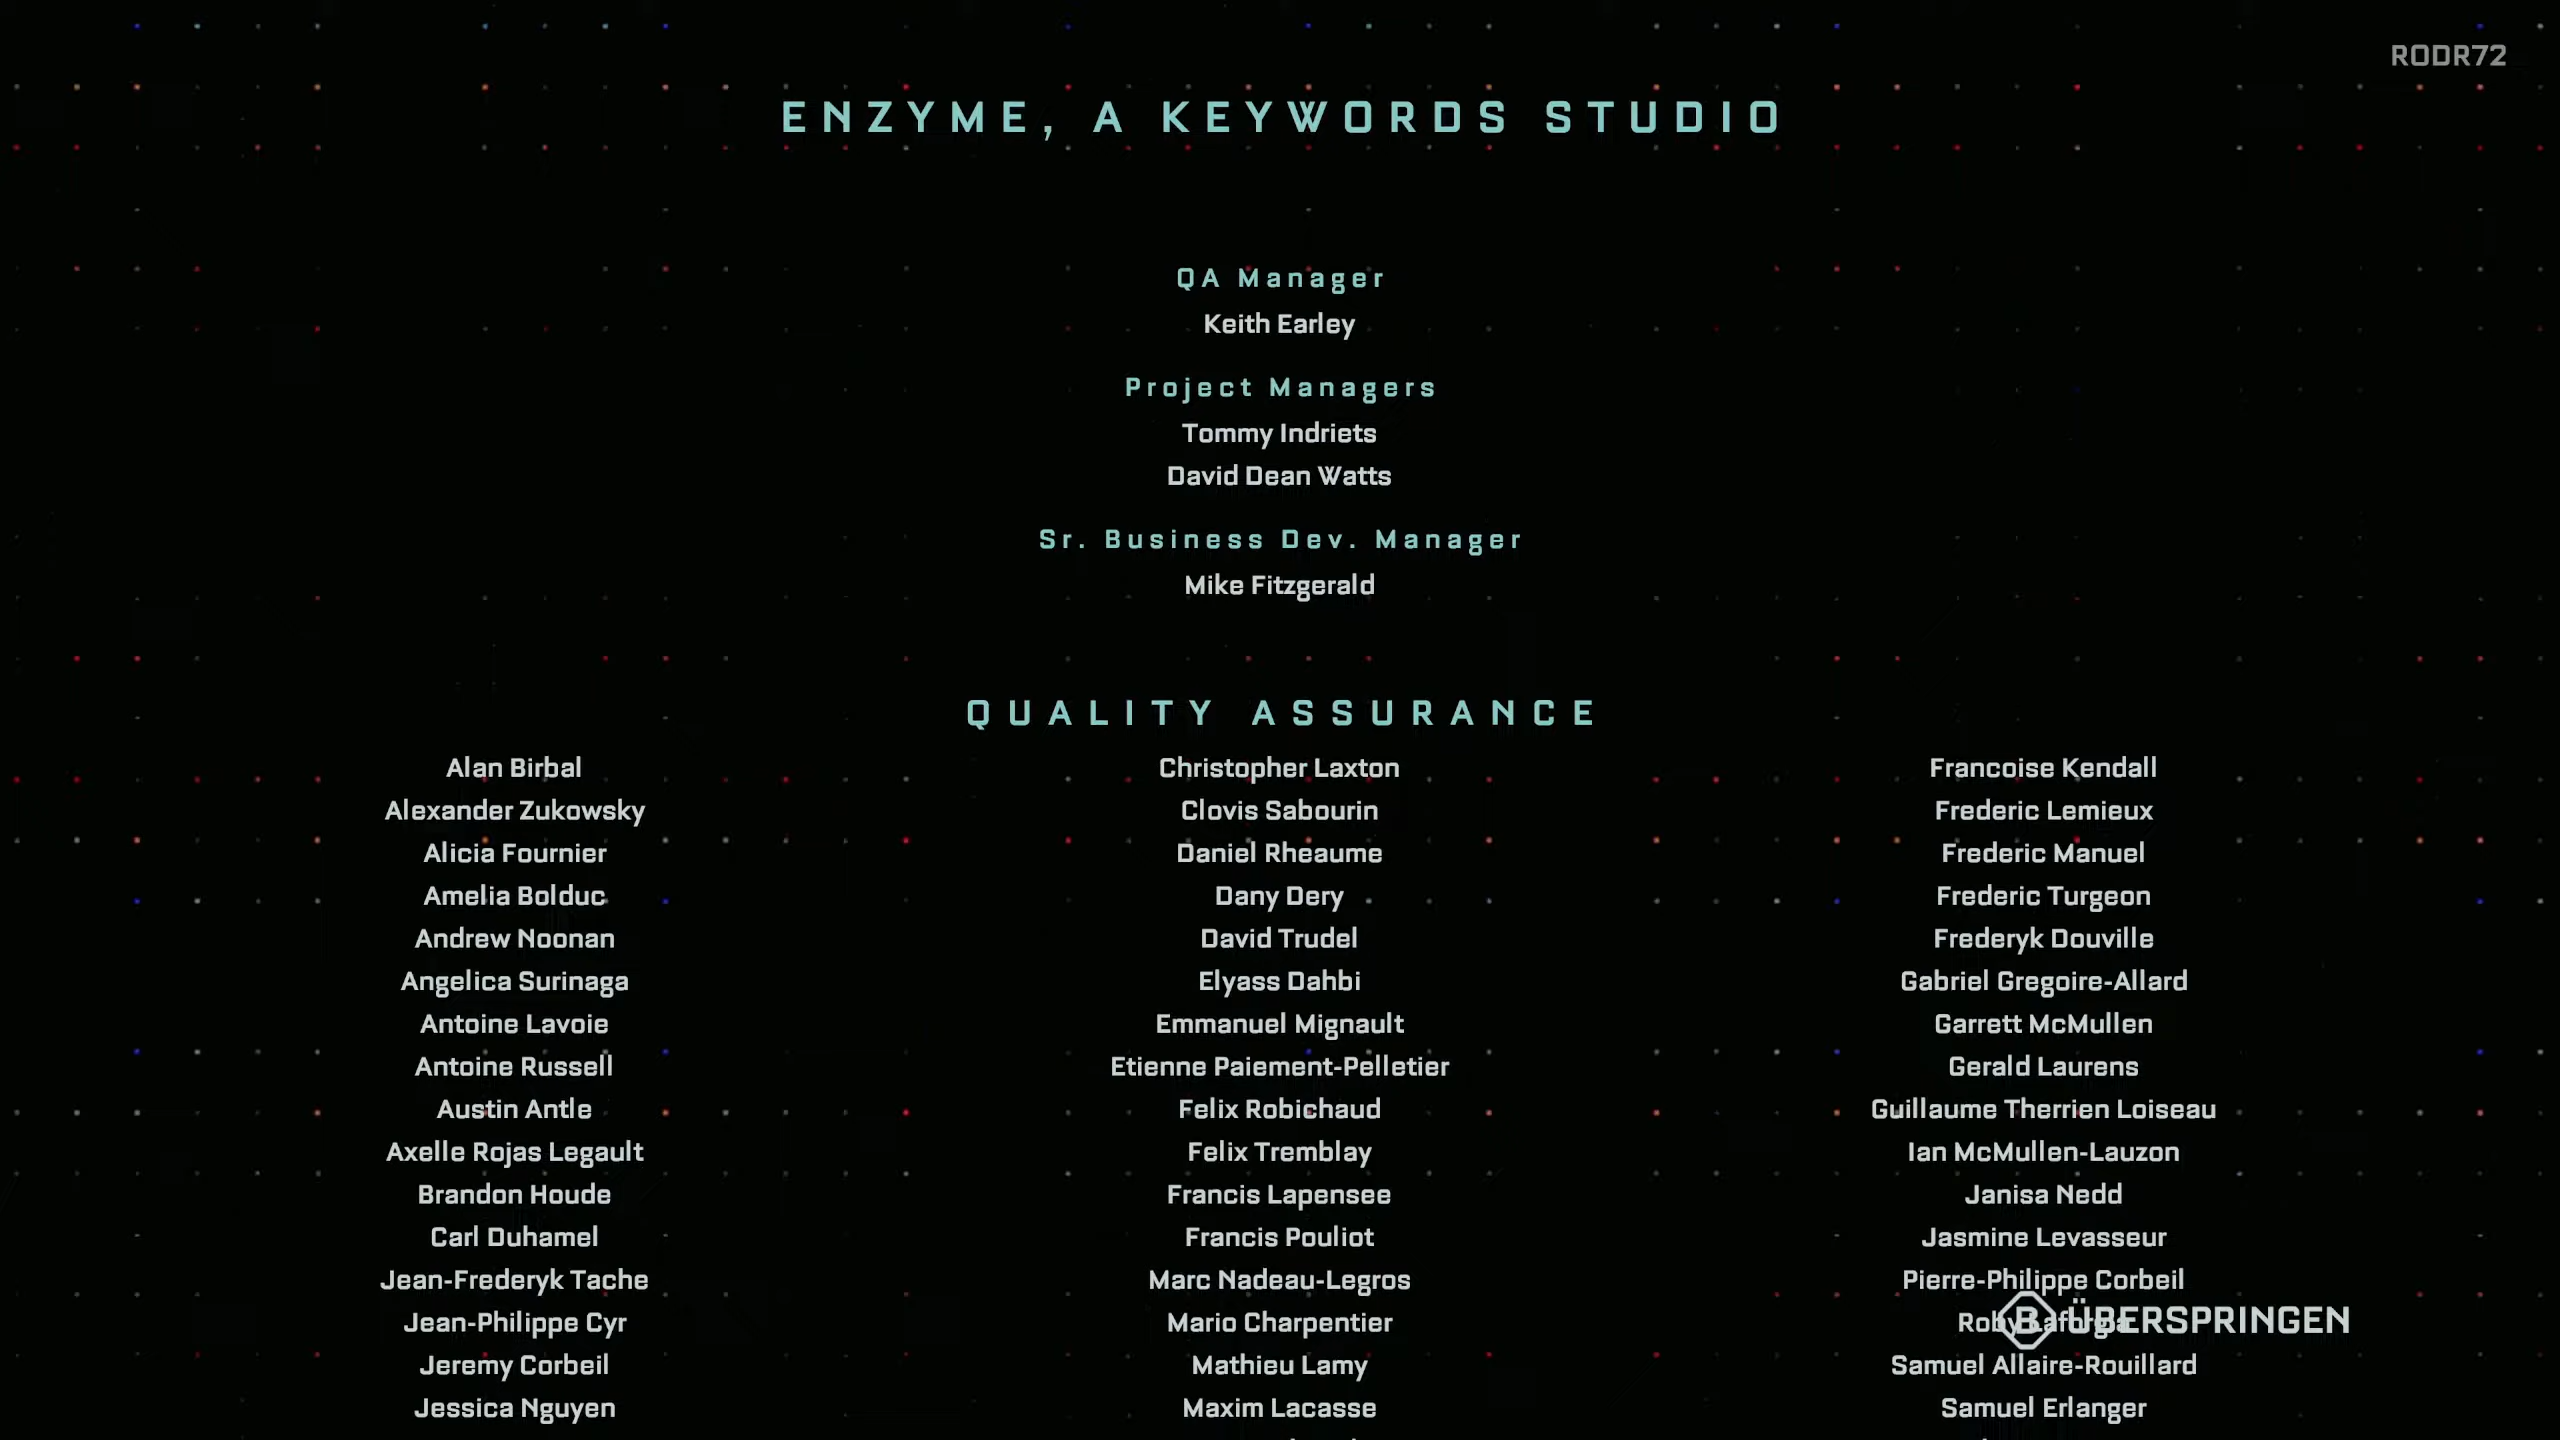 RODR72
ENZYME, A KEYWORDS STUDIO
QA Manager
Keith Earley
Project Managers
Tommy Indriets
David Dean Watts
Sr. Business Dev. Manager
Mike Fitzgerald
QUALITY ASSURANCE
Alan Birbal
Alexander Zukowsky
Alicia Fournier
Amelia Bolduc
Andrew Noonan
Angelica Surinaga
Antoine Lavoie
Antoine Russell
Austin Antle
Axelle Rojas Legault
Brandon Houde
Carl Duhamel
Jean-Frederyk Tache
Jean-Philippe Cyr
Jeremy Corbeil
Jessica Nguyen
Christopher Laxton
Clovis Sabourin
Daniel Rheaume
Dany Dery
David Trudel
Elyass Dahbi
Emmanuel Mignault
Etienne Paiement-Pelletier
Felix Robichaud
Felix Tremblay
Francis Lapensee
Francis Pouliot
Marc Nadeau-Legros
Mario Charpentier
Mathieu Lamy
Maxim Lacasse
Francoise Kendall
Frederic Lemieux
Frederic Manuel
Frederic Turgeon
Frederyk Douville
Gabriel Gregoire-Allard
Garrett McMullen
Gerald Laurens
Guillaume Therrien Loiseau
Ian McMullen-Lauzon
Janisa Nedd
Jasmine Levasseur
Pierre-Philippe Corbeil
Roby
B ÜBERSPRINGEN
Samuel Allaire-Rouillard
Samuel Erlanger